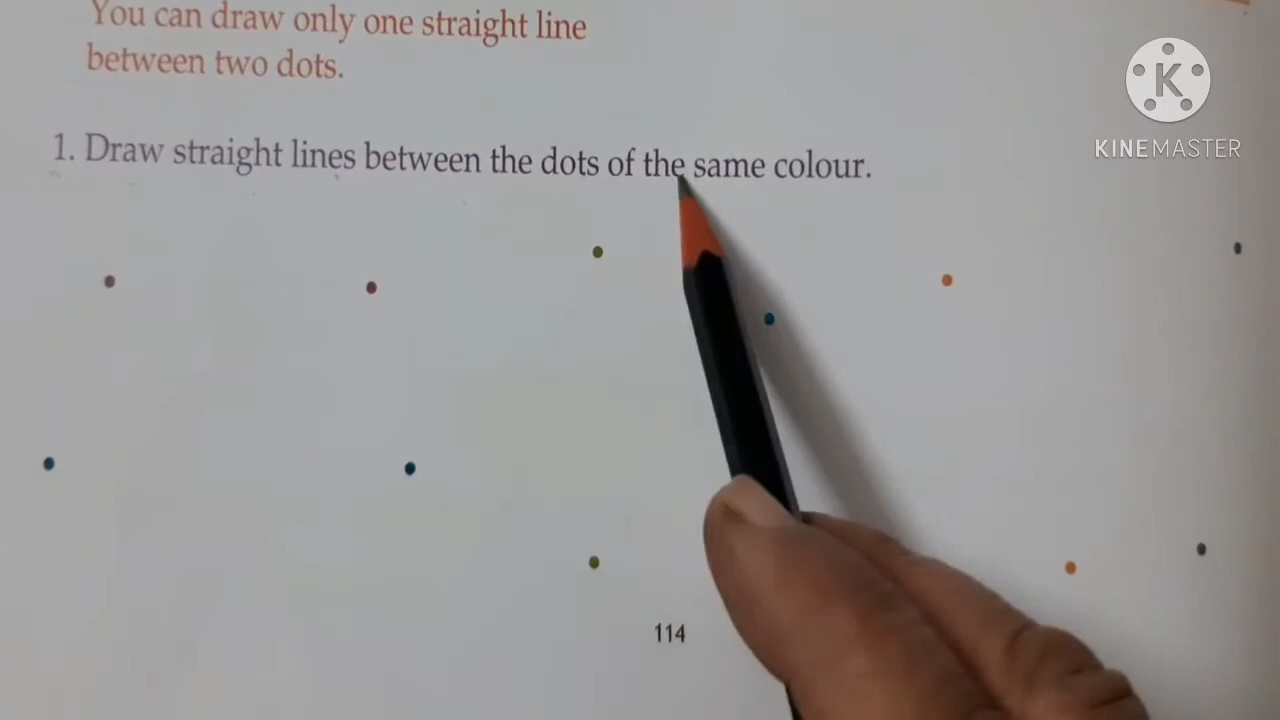 You can draw only one straight line
between two dots.
K
KINEMASTER
1. Draw straight lines between the dots of the same colour.
114